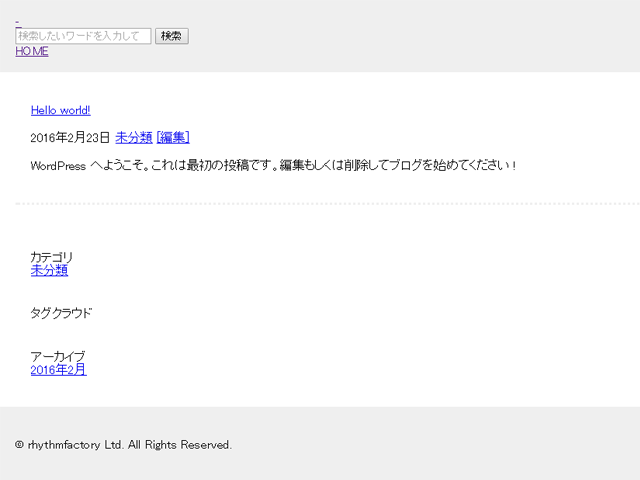 -
検索したいワードを入力して
検索
HOME
Hello world!
2016年2月23日 未分類 [編集]
WordPress へようこそ。これは最初の投稿です。編集もしくは削除してブログを始めてください !
カテゴリ
未分類
タグクラウド
アーカイブ
2016年2月
© rhythmfactory Ltd. All Rights Reserved.